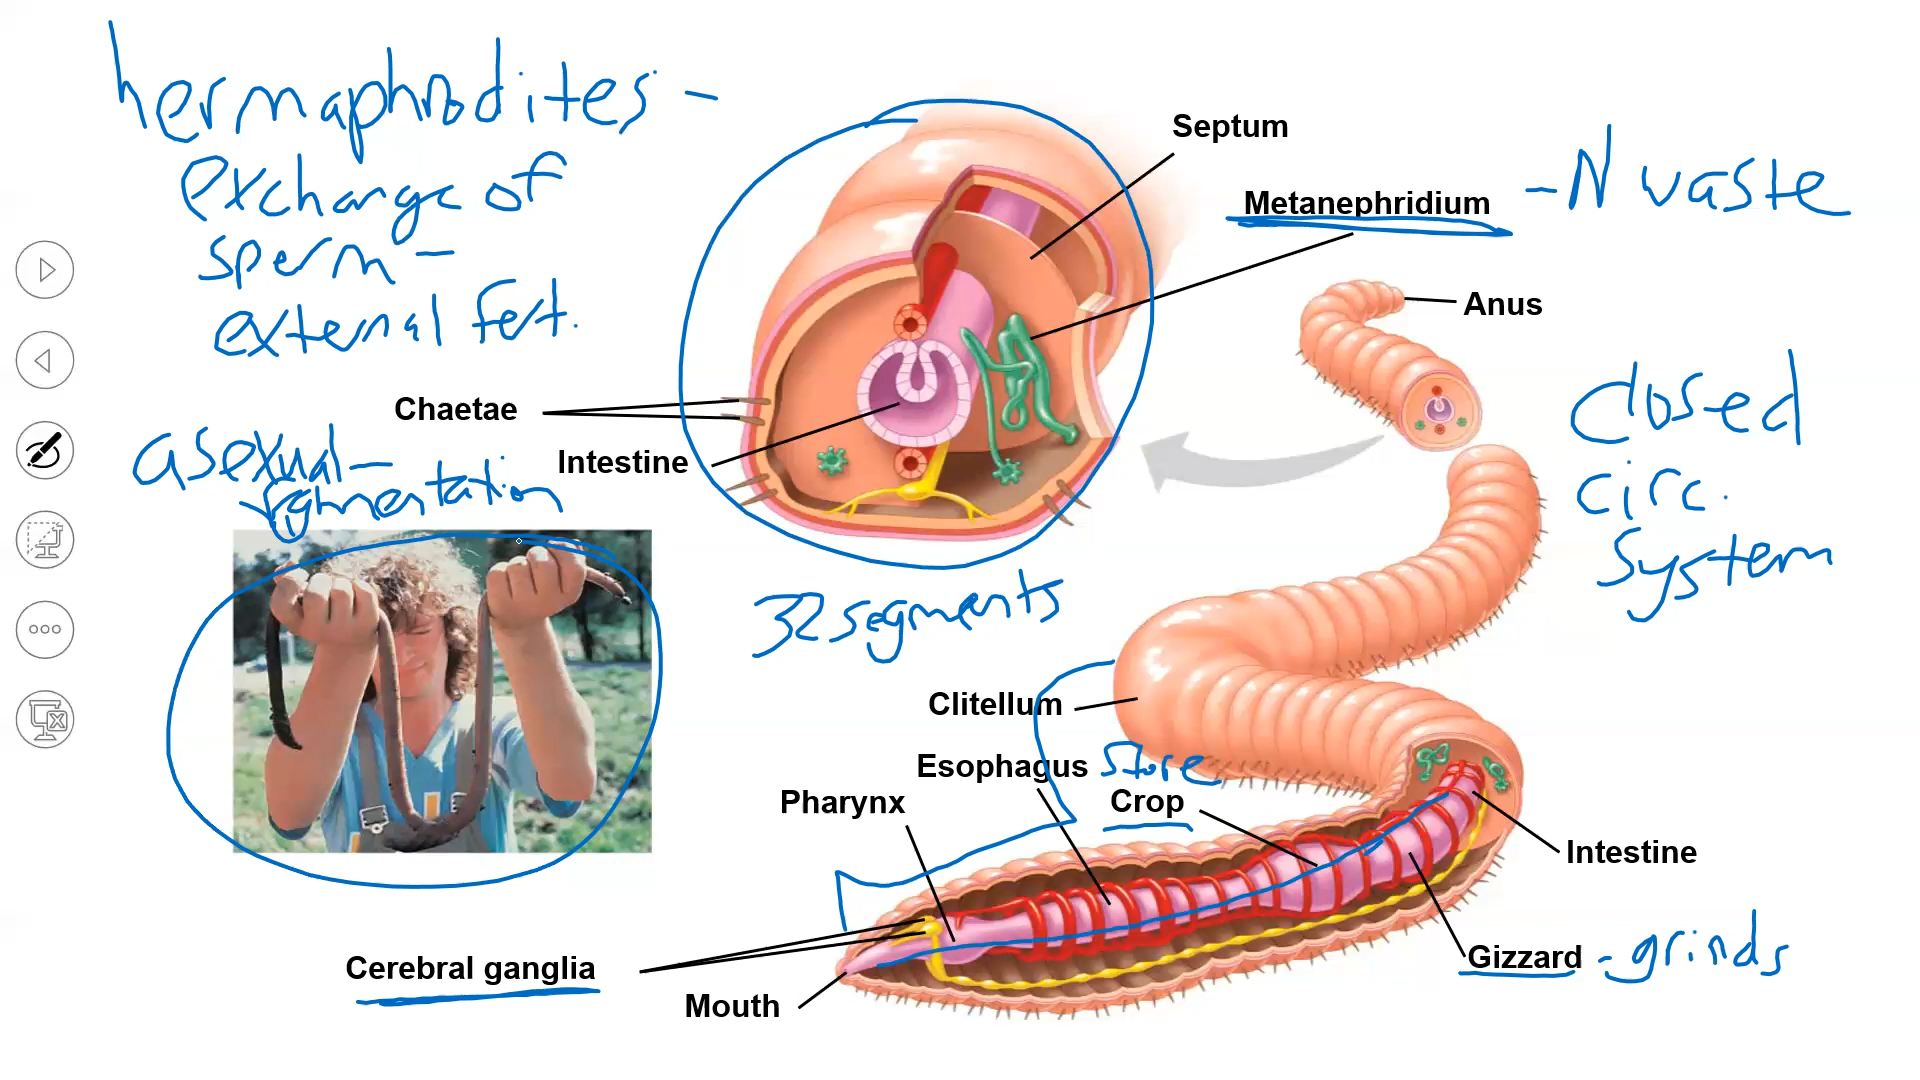 hermaphrodites -
exchange of
sperm -
external fert.
Septum
Metanephridium - N waste
Anus
Chaetae
closed
circ.
system
asexual -
Intestine
32 segments
Clitellum
Esophagus store
Pharynx
Crop
Intestine
Gizzard - grinds
Cerebral ganglia
Mouth